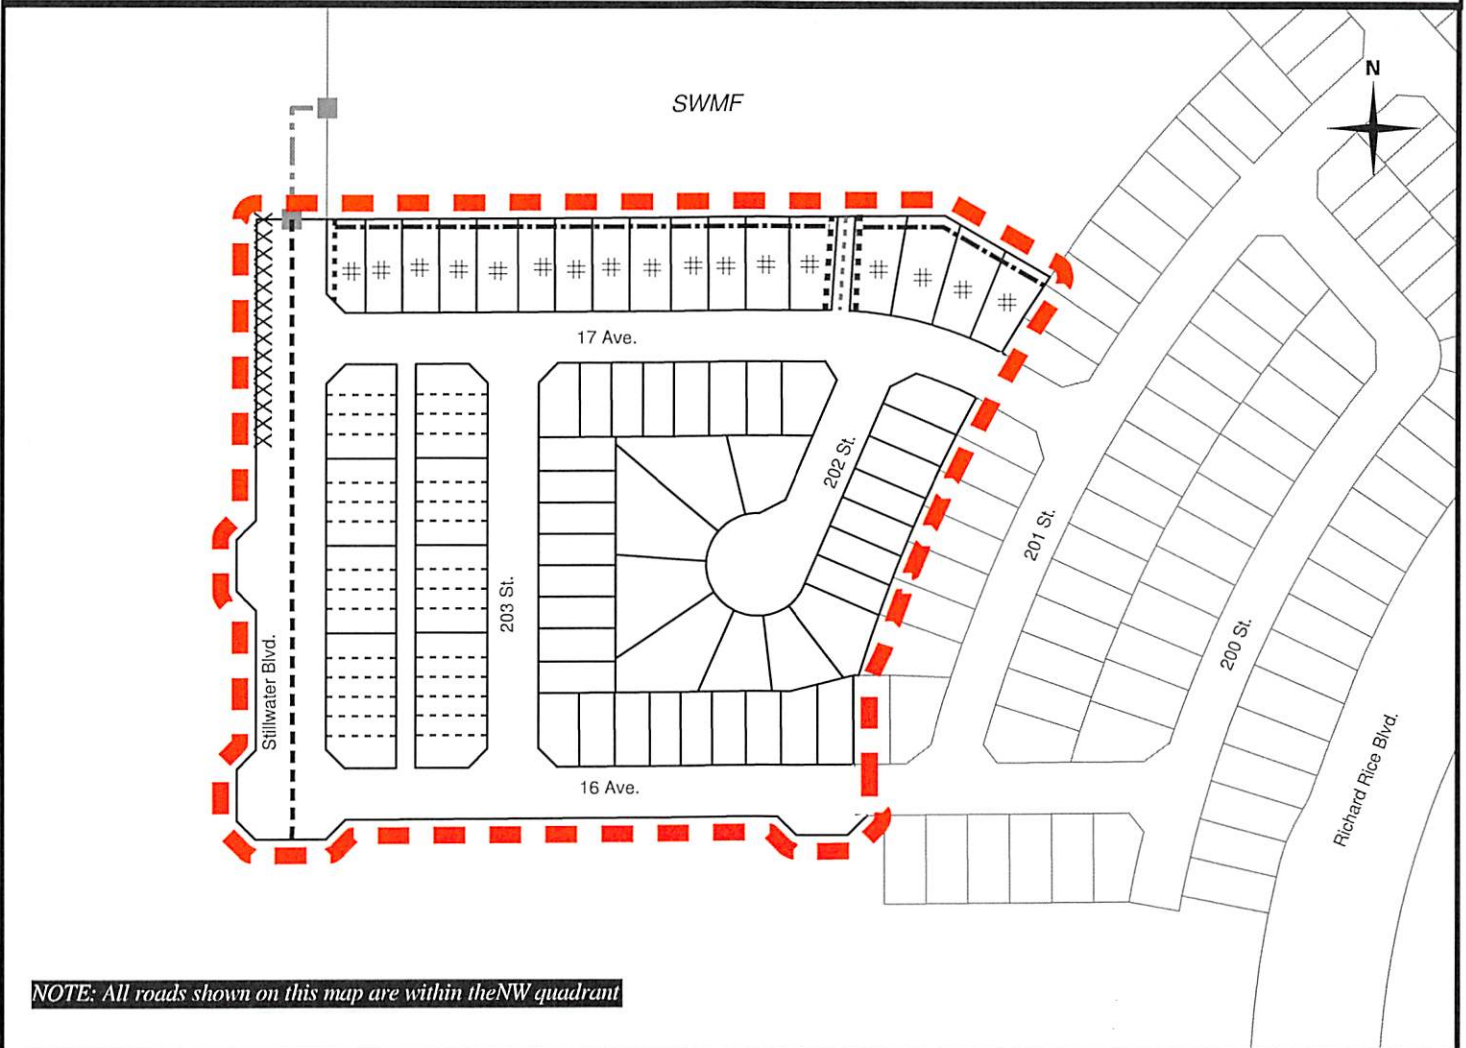 SWMF
N
17 Ave.
202 St.
201 St.
203 St.
200 St.
Stillwater Blvd.
Richard Rice Blvd.
16 Ave.
NOTE: All roads shown on this map are within theNW quadrant